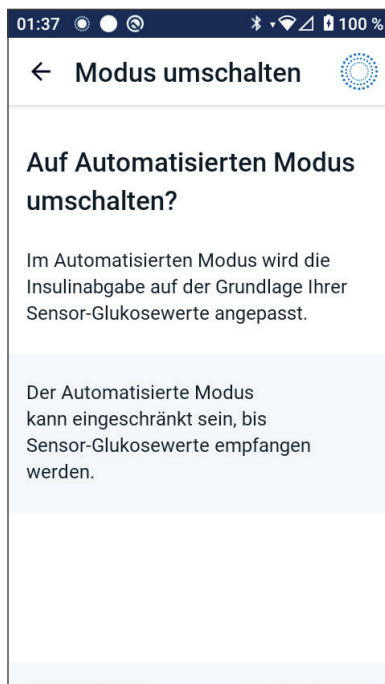 01:37 100 %
Modus umschalten
Auf Automatisierten Modus
umschalten?
Im Automatisierten Modus wird die
Insulinabgabe auf der Grundlage Ihrer
Sensor-Glukosewerte angepasst.
Der Automatisierte Modus
kann eingeschränkt sein, bis
Sensor-Glukosewerte empfangen
werden.